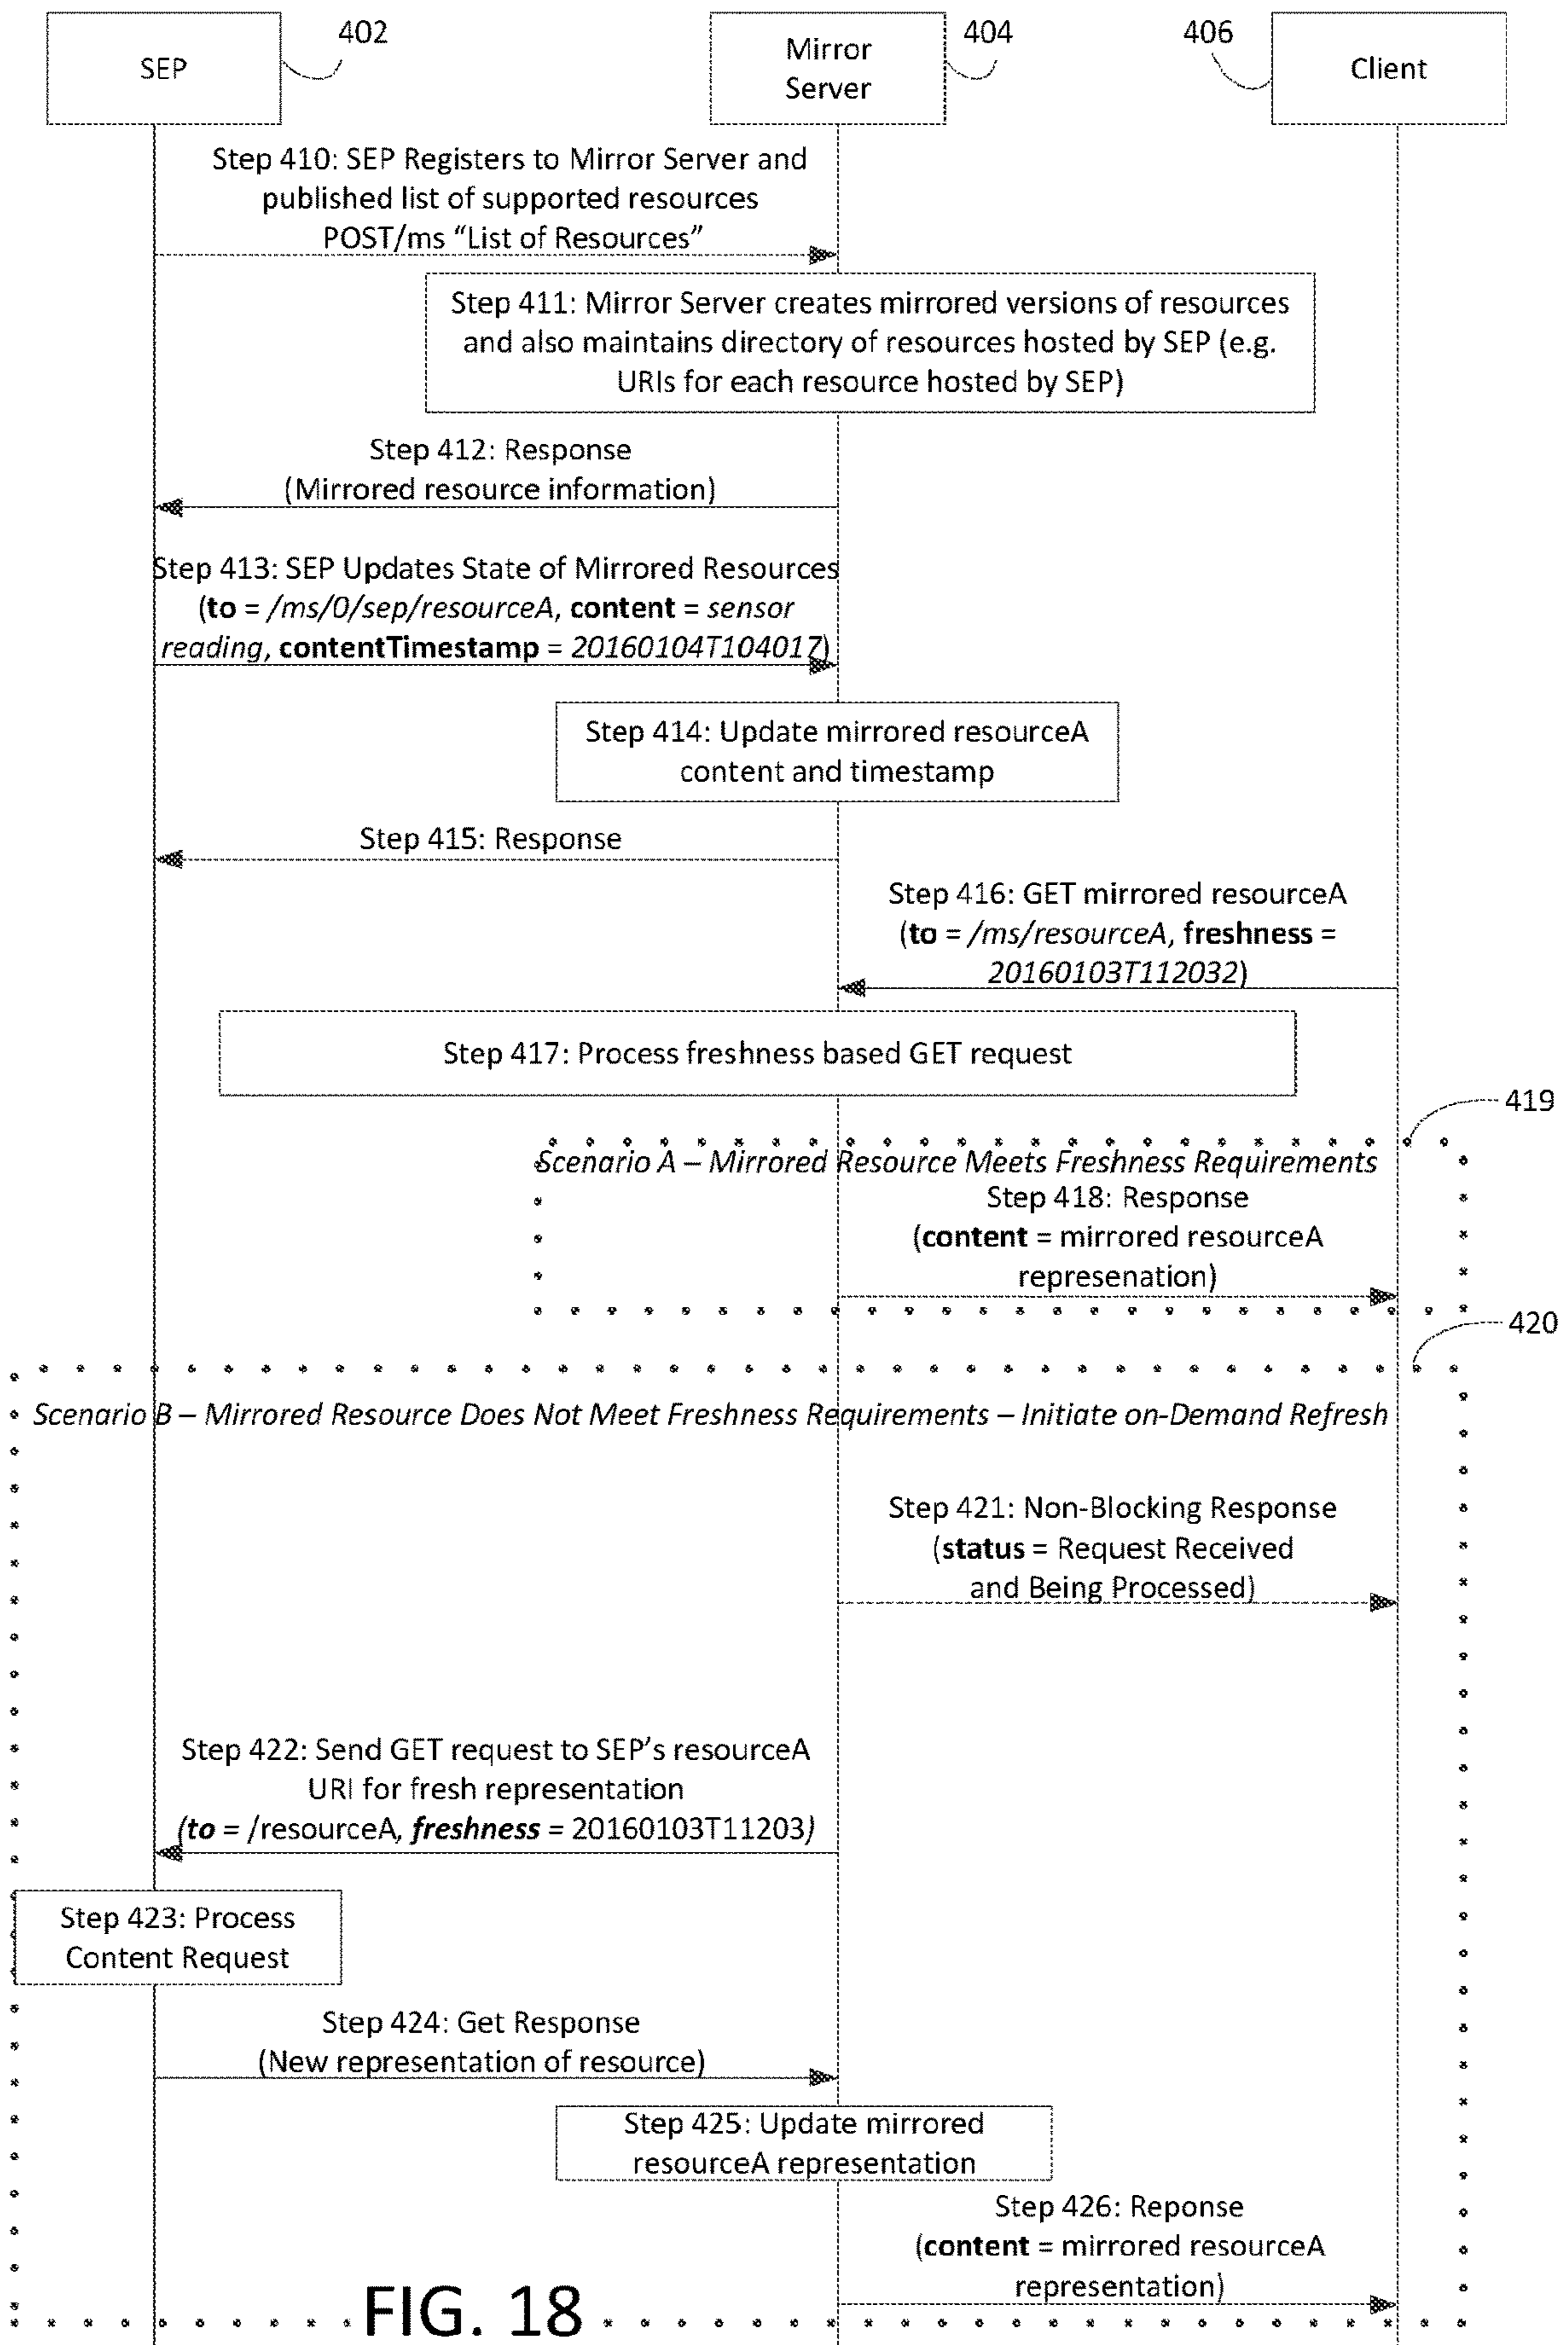 402
404
406
SEP
Mirror
Server
Client
Step 410: SEP Registers to Mirror Server and
published list of supported resources
POST/ms “List of Resources”
Step 411: Mirror Server creates mirrored versions of resources
and also maintains directory of resources hosted by SEP (e.g.
URIs for each resource hosted by SEP)
Step 412: Response
(Mirrored resource information)
Step 413: SEP Updates State of Mirrored Resources
(to = /ms/0/sep/resourceA, content = sensor
reading, contentTimestamp = 20160104T104017)
Step 414: Update mirrored resourceA
content and timestamp
Step 415: Response
Step 416: GET mirrored resourceA
(to = /ms/resourceA, freshness =
20160103T112032)
Step 417: Process freshness based GET request
419
Scenario A – Mirrored Resource Meets Freshness Requirements
Step 418: Response
(content = mirrored resourceA
represenation)
420
Scenario B – Mirrored Resource Does Not Meet Freshness Requirements – Initiate on-Demand Refresh
Step 421: Non-Blocking Response
(status = Request Received
and Being Processed)
Step 422: Send GET request to SEP’s resourceA
URI for fresh representation
(to = /resourceA, freshness = 20160103T11203)
Step 423: Process
Content Request
Step 424: Get Response
(New representation of resource)
Step 425: Update mirrored
resourceA representation
Step 426: Reponse
(content = mirrored resourceA
representation)
FIG. 18